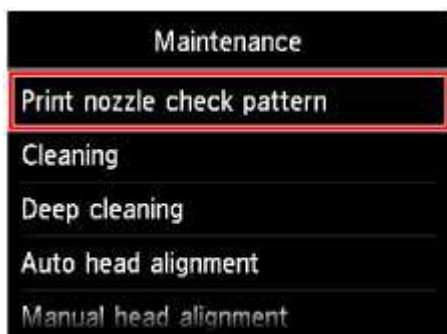 Maintenance
Print nozzle check pattern
Cleaning
Deep cleaning
Auto head alignment
Manual head alignment